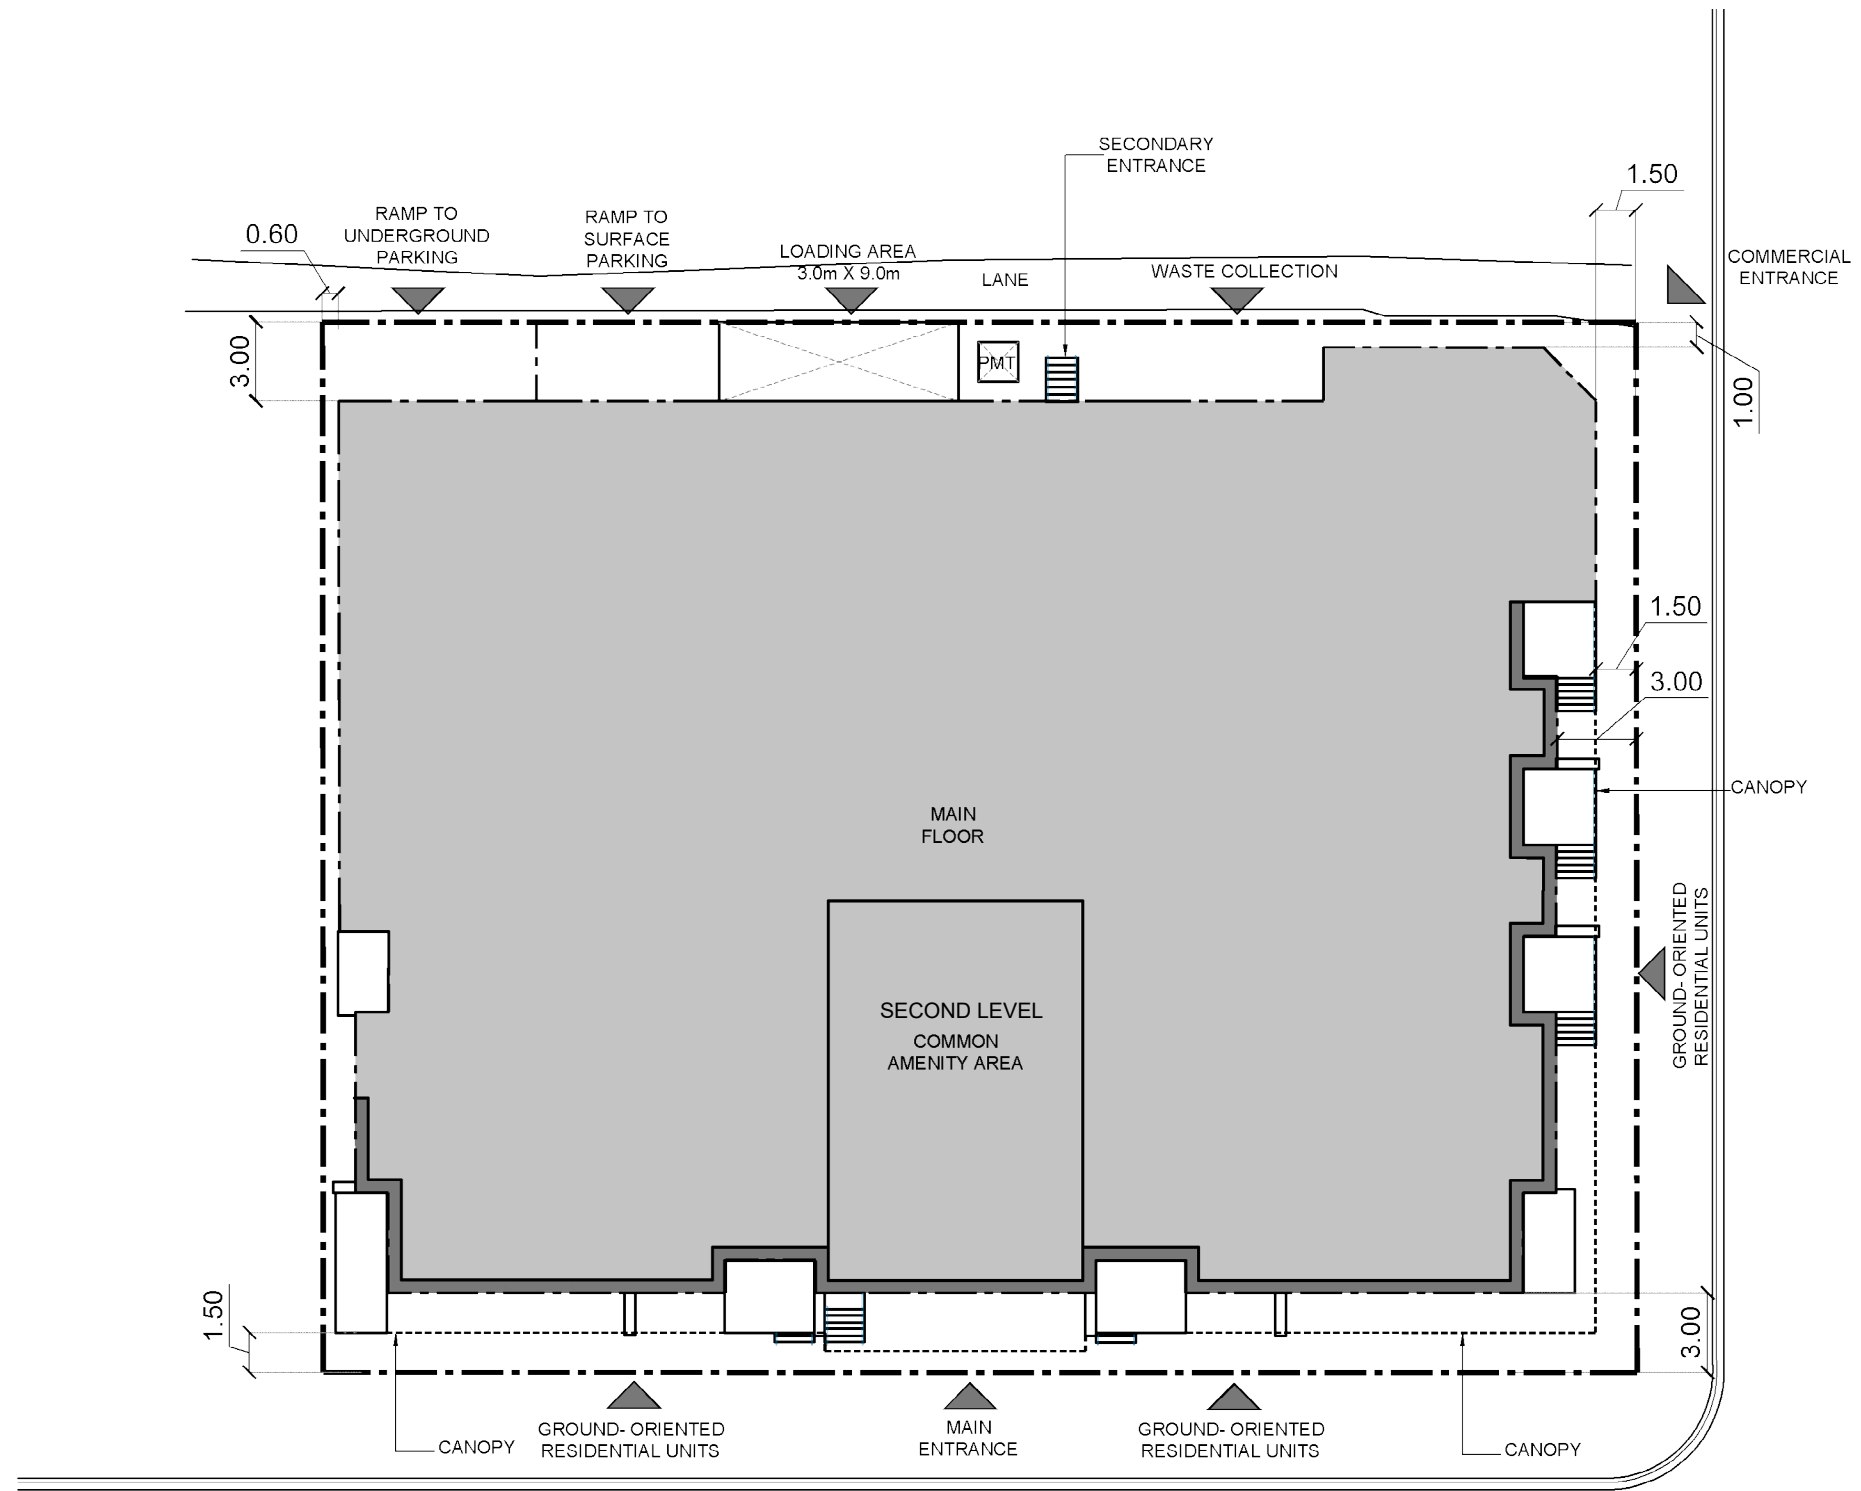 SECONDARY
ENTRANCE
1.50
RAMP TO
UNDERGROUND
PARKING
RAMP TO
SURFACE
PARKING
0.60
LOADING AREA
3.0m X 9.0m
LANE
WASTE COLLECTION
COMMERCIAL
ENTRANCE
3.00
PMT
1.00
1.50
3.00
CANOPY
MAIN
FLOOR
GROUND- ORIENTED
RESIDENTIAL UNITS
SECOND LEVEL
COMMON
AMENITY AREA
1.50
3.00
CANOPY
GROUND- ORIENTED
RESIDENTIAL UNITS
MAIN
ENTRANCE
GROUND- ORIENTED
RESIDENTIAL UNITS
CANOPY